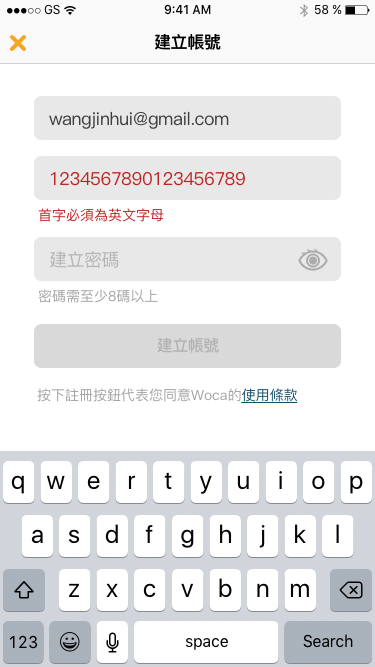 GS 9:41 AM 58 %
建立帳號
wangjinhui@gmail.com
1234567890123456789
首字必須為英文字母
建立密碼
密碼需至少8碼以上
建立帳號
按下註冊按鈕代表您同意Woca的使用條款
q w e r t y u i o p
a s d f g h j k l
z x c v b n m
123 space Search